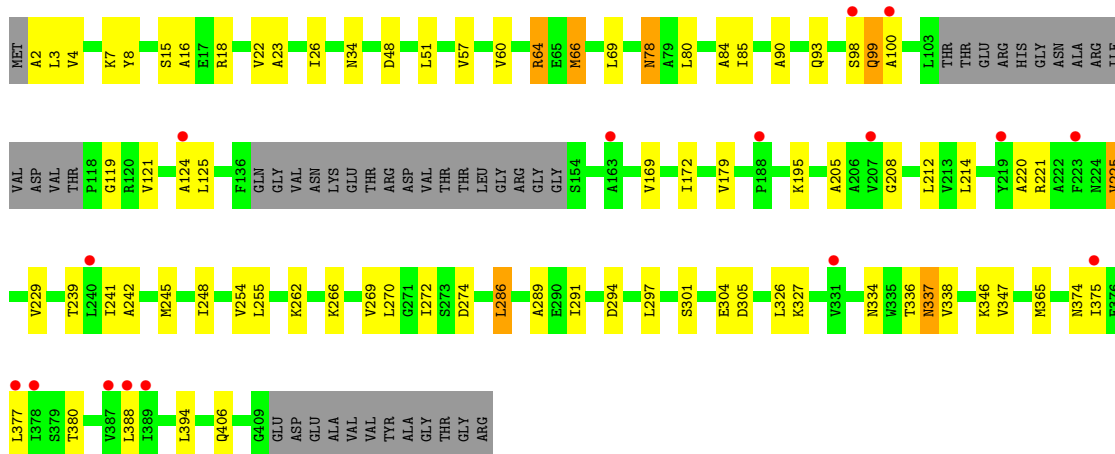 MET A2 L3 V4 K7 Y8 S15 A16 E17 R18 V22 A23 I26 N34 D48 L51 V57 V60 R64 E65 M66 L69 N78 A79 L80 A84 I85 A90 Q93 S98 Q99 A100 L103 THR THR GLU ARG HIS GLY ASN ALA ARG ILE
VAL ASP VAL THR P118 G119 R120 V121 A124 L125 F136 GLN GLY VAL ASN LYS GLU THR ARG ASP VAL THR THR LEU GLY ARG GLY GLY S154 A163 V169 I172 V179 P188 K195 A205 A206 V207 G208 L212 V213 L214 Y219 A220 R221 A222 F223 N224 V225
V229 T239 L240 I241 A242 M245 I248 V254 L255 K262 K266 V269 L270 G271 I272 S273 D274 L286 A289 E290 I291 D294 L297 S301 E304 D305 L326 K327 V331 N334 W335 T336 N337 V338 K346 V347 M365 N374 I375 E376
L377 I378 S379 T380 V387 L388 I389 L394 Q406 G409 GLU ASP GLU ALA VAL VAL TYR ALA GLY THR GLY ARG